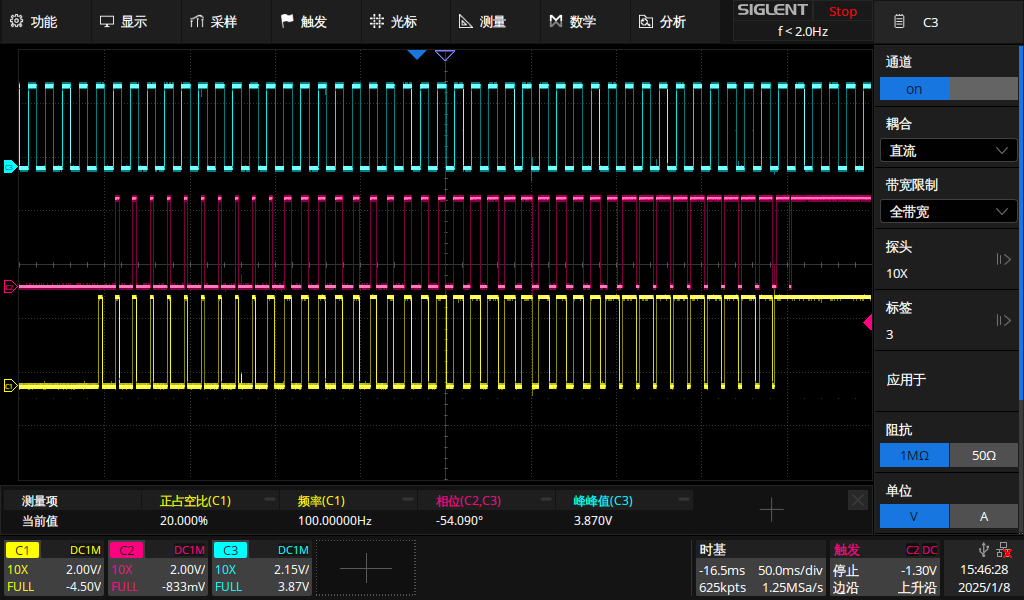 功能 显示 采样 触发 光标 测量 数学 分析 SIGLENT Stop C3
f < 2.0Hz
通道
on
耦合
直流
带宽限制
全带宽
探头
10X
标签
3
应用于
阻抗
1MΩ 50Ω
单位
V A
C3
C2
C1
测量项 正占空比(C1) 频率(C1) 相位(C2,C3) 峰峰值(C3)
当前值 20.000% 100.00000Hz -54.090° 3.870V
C1 DC1M
10X 2.00V/
FULL -4.50V
C2 DC1M
10X 2.00V/
FULL -833mV
C3 DC1M
10X 2.15V/
FULL 3.87V
时基
-16.5ms 50.0ms/div
625kpts 1.25MSa/s
触发 C2 DC
停止 -1.30V
边沿 上升沿
15:46:28
2025/1/8